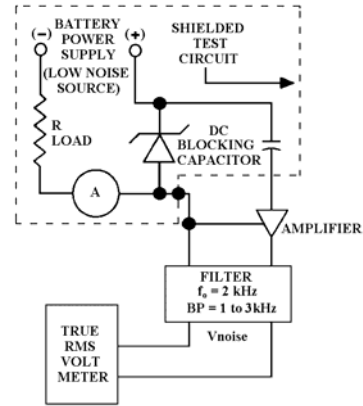 (−)
BATTERY
POWER
SUPPLY
(LOW NOISE
SOURCE)
(+)
SHIELDED
TEST
CIRCUIT
R
LOAD
DC
BLOCKING
CAPACITOR
A
AMPLIFIER
FILTER
fo = 2 kHz
BP = 1 to 3kHz
Vnoise
TRUE
RMS
VOLT
METER